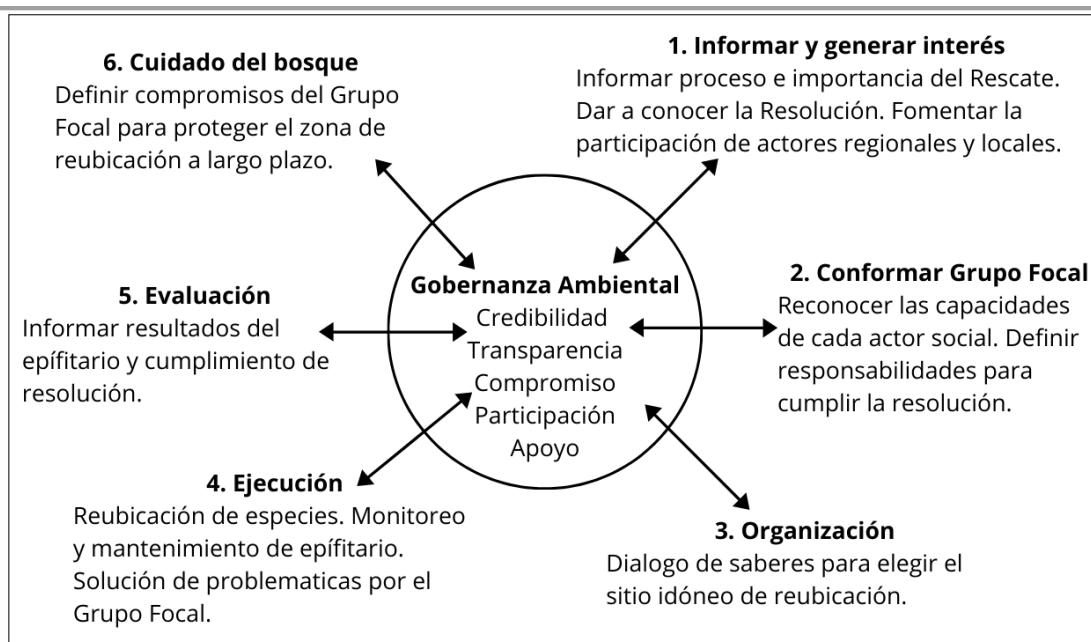 1. Informar y generar interés
Informar proceso e importancia del Rescate.
Dar a conocer la Resolución. Fomentar la
participación de actores regionales y locales.
2. Conformar Grupo Focal
Reconocer las capacidades
de cada actor social. Definir
responsabilidades para
cumplir la resolución.
3. Organización
Dialogo de saberes para elegir el
sitio idóneo de reubicación.
4. Ejecución
Reubicación de especies. Monitoreo
y mantenimiento de epífitario.
Solución de problematicas por el
Grupo Focal.
5. Evaluación
Informar resultados del
epífitario y cumplimiento de
resolución.
6. Cuidado del bosque
Definir compromisos del Grupo
Focal para proteger el zona de
reubicación a largo plazo.
Gobernanza Ambiental
Credibilidad
Transparencia
Compromiso
Participación
Apoyo